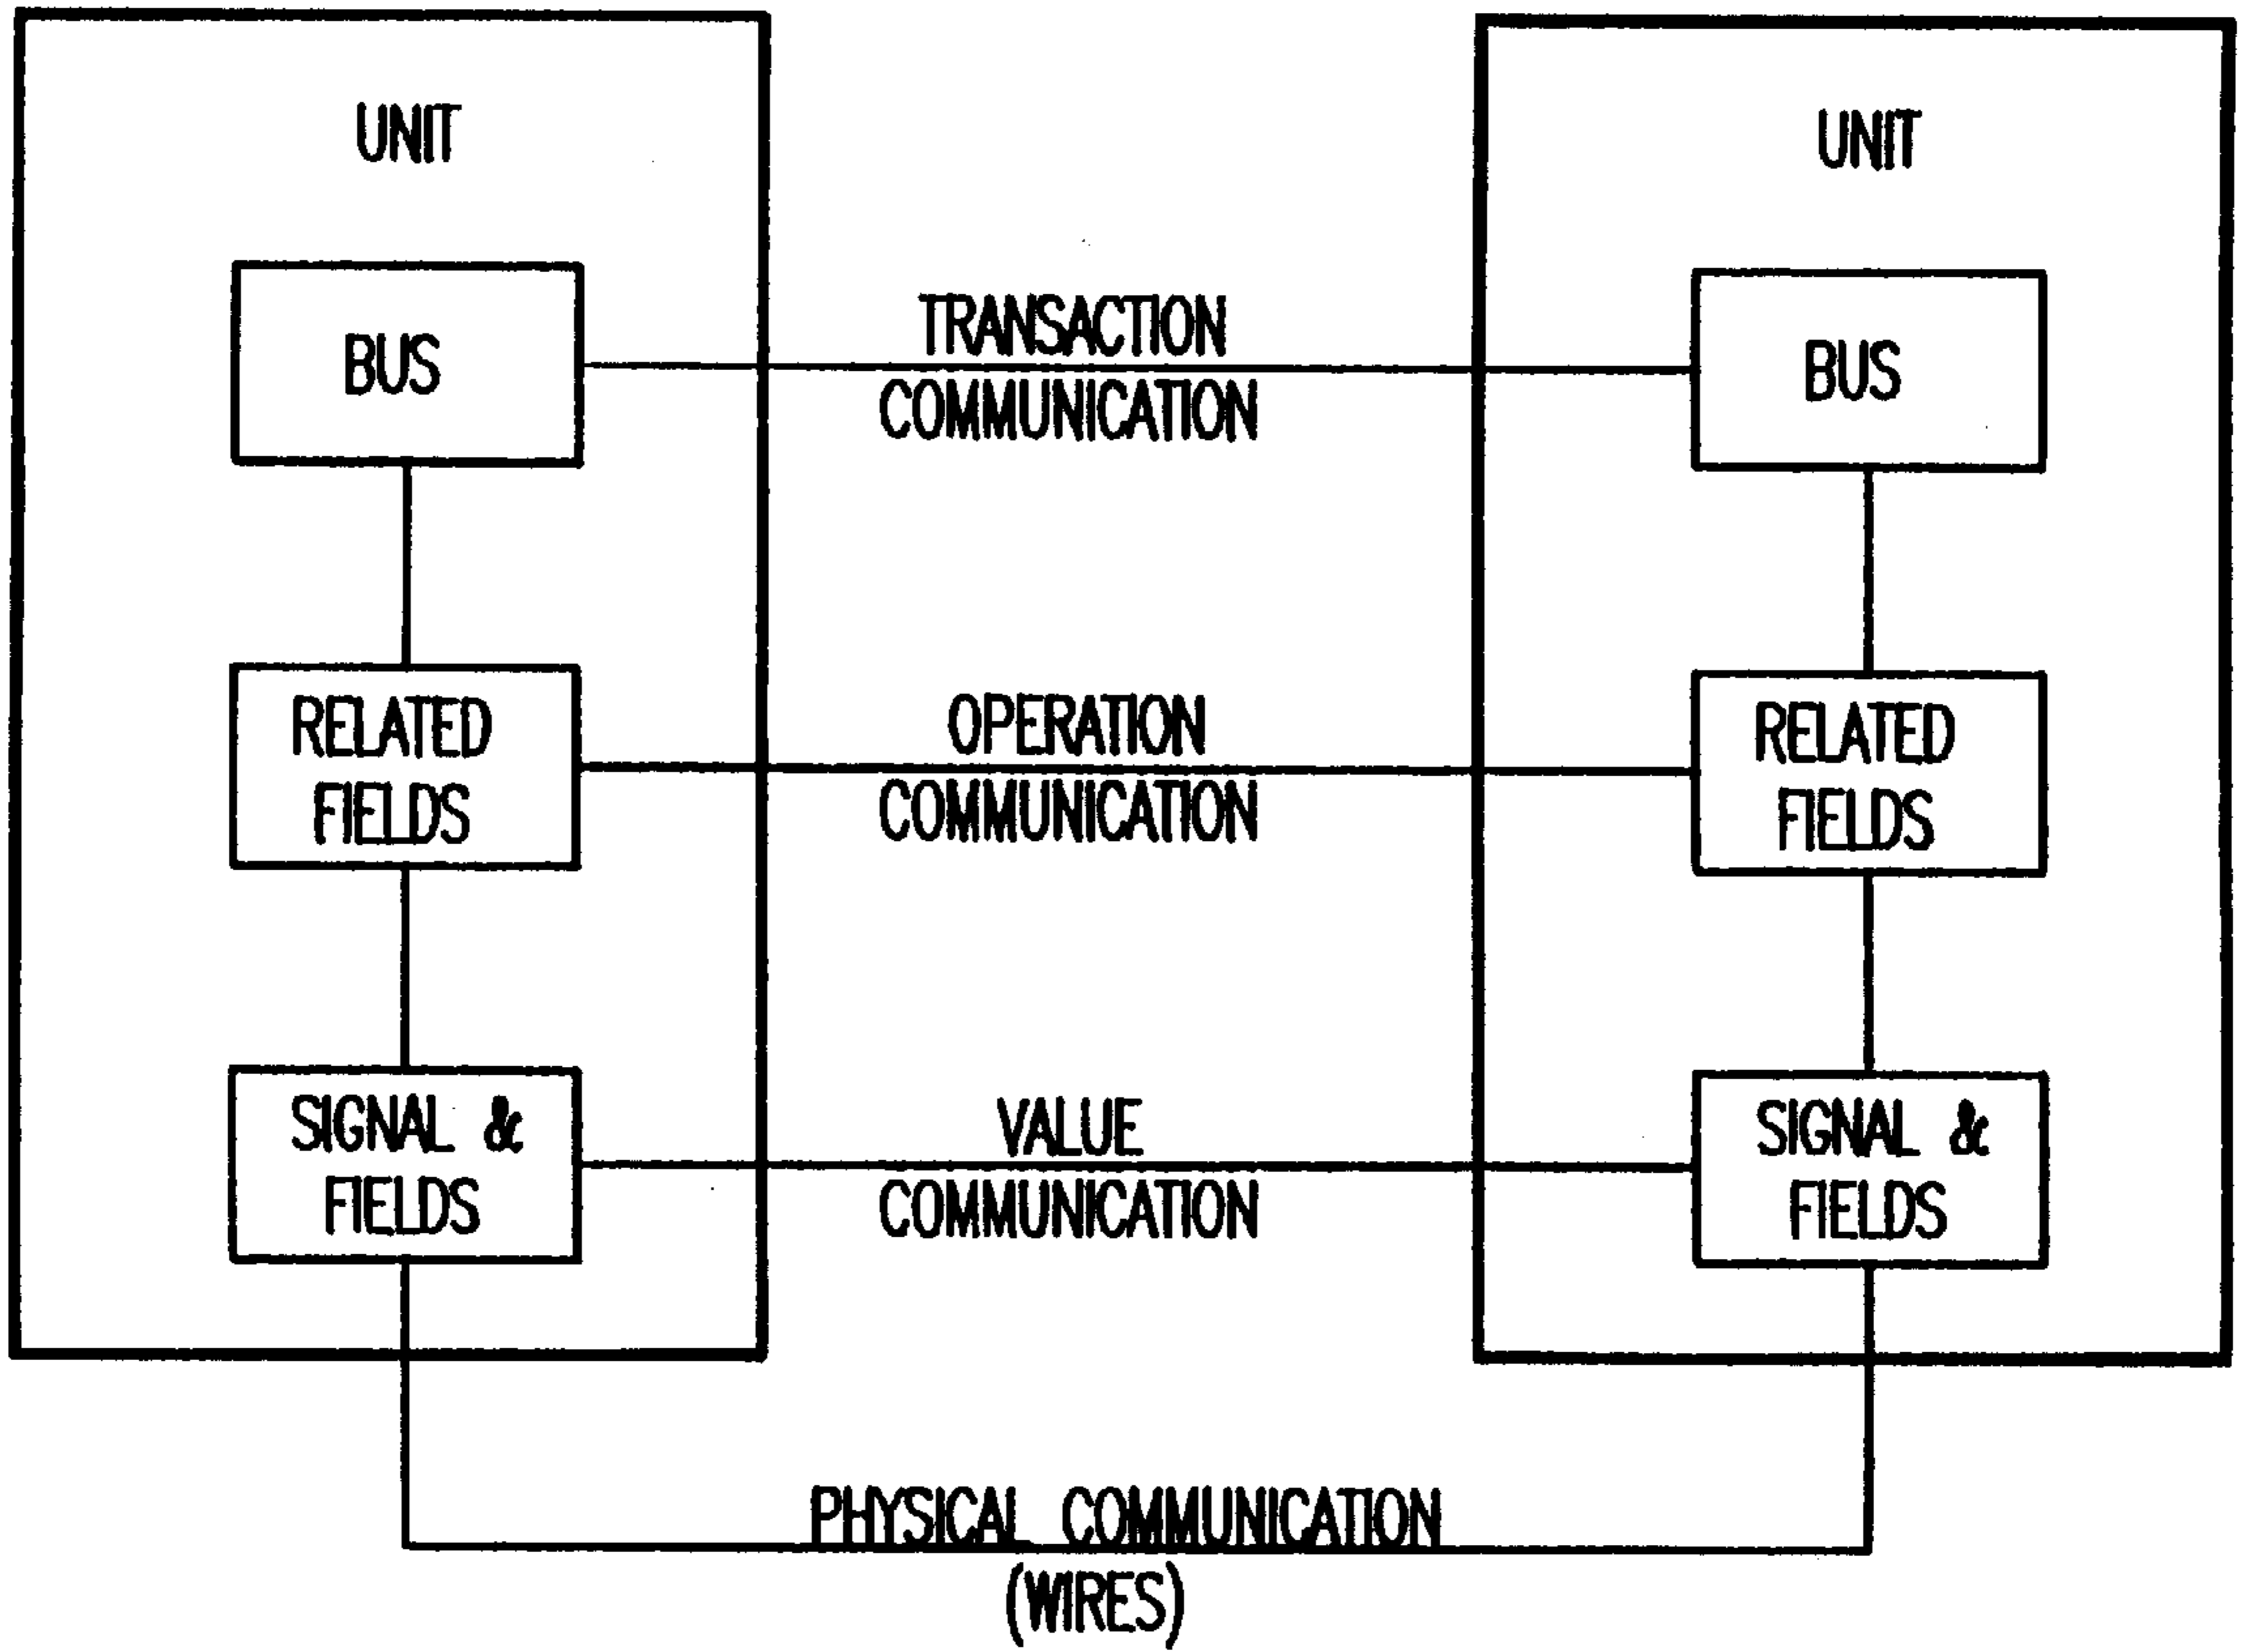 UNIT
UNIT
BUS
TRANSACTION
COMMUNICATION
BUS
RELATED
FIELDS
OPERATION
COMMUNICATION
RELATED
FIELDS
SIGNAL &
FIELDS
VALUE
COMMUNICATION
SIGNAL &
FIELDS
PHYSICAL COMMUNICATION
(WIRES)